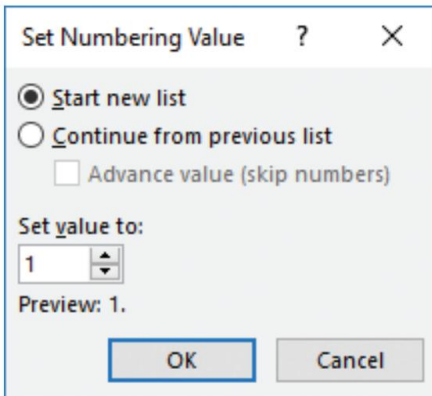 Set Numbering Value ?
Start new list
Continue from previous list
Advance value (skip numbers)
Set value to:
1
Preview: 1.
OK Cancel